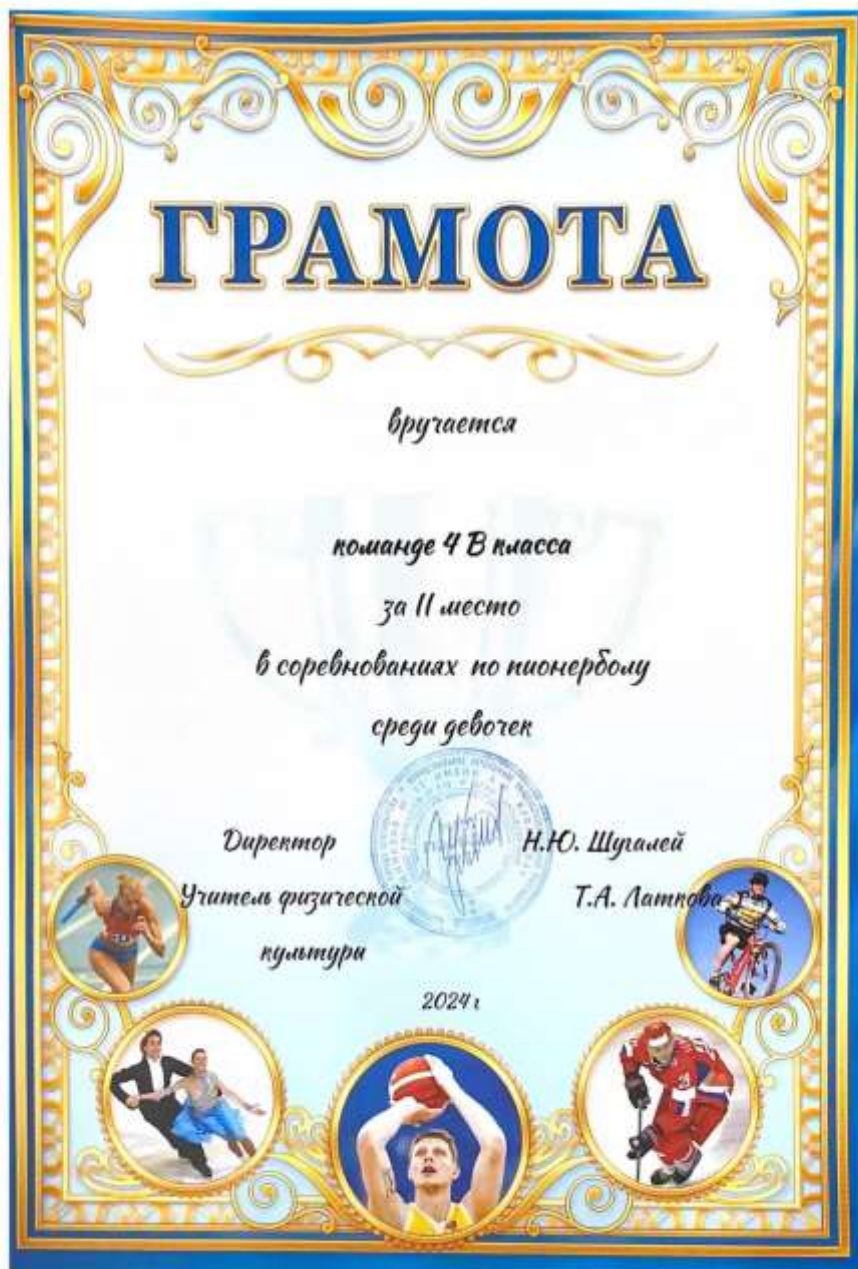 ГРАМОТА
вручается
команде 4 В класса
за II место
в соревнованиях по пионерболу
среди девочек
Директор Н.Ю. Шугалей
Учитель физической Т.А. Латпова
культуры
2024 г